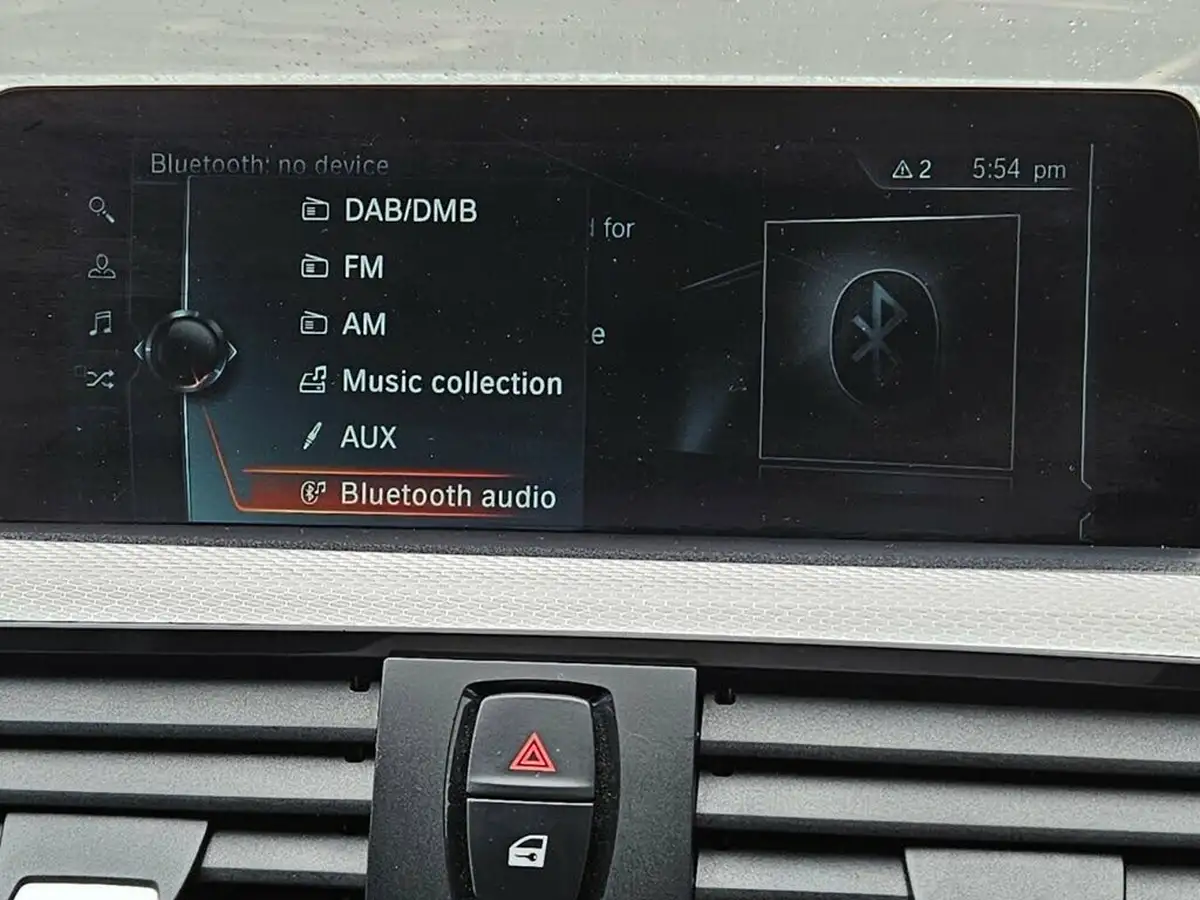 Bluetooth: no device
2 5:54 pm
DAB/DMB
for
FM
AM
e
Music collection
AUX
Bluetooth audio